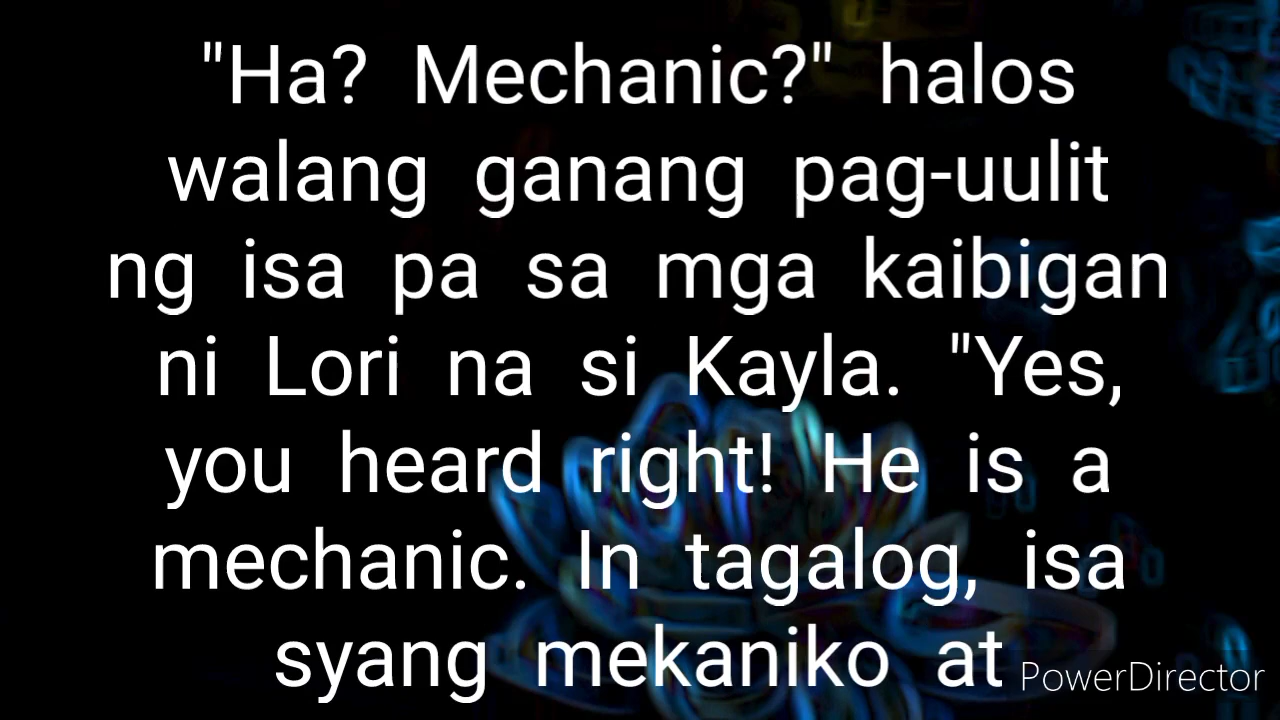 "Ha? Mechanic?" halos
walang ganang pag-uulit
ng isa pa sa mga kaibigan
ni Lori na si Kayla. "Yes,
you heard right! He is a
mechanic. In tagalog, isa
syang mekaniko at
PowerDirector